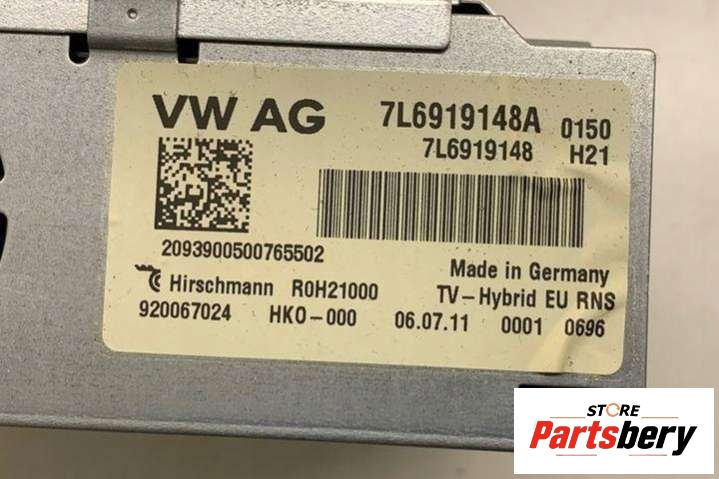 VW AG 7L6919148A 0150
7L6919148 H21
2093900500765502
Made in Germany
Hirschmann R0H21000 TV-Hybrid EU RNS
920067024 HK0-000 06.07.11 0001 0696
STORE
Partsbery